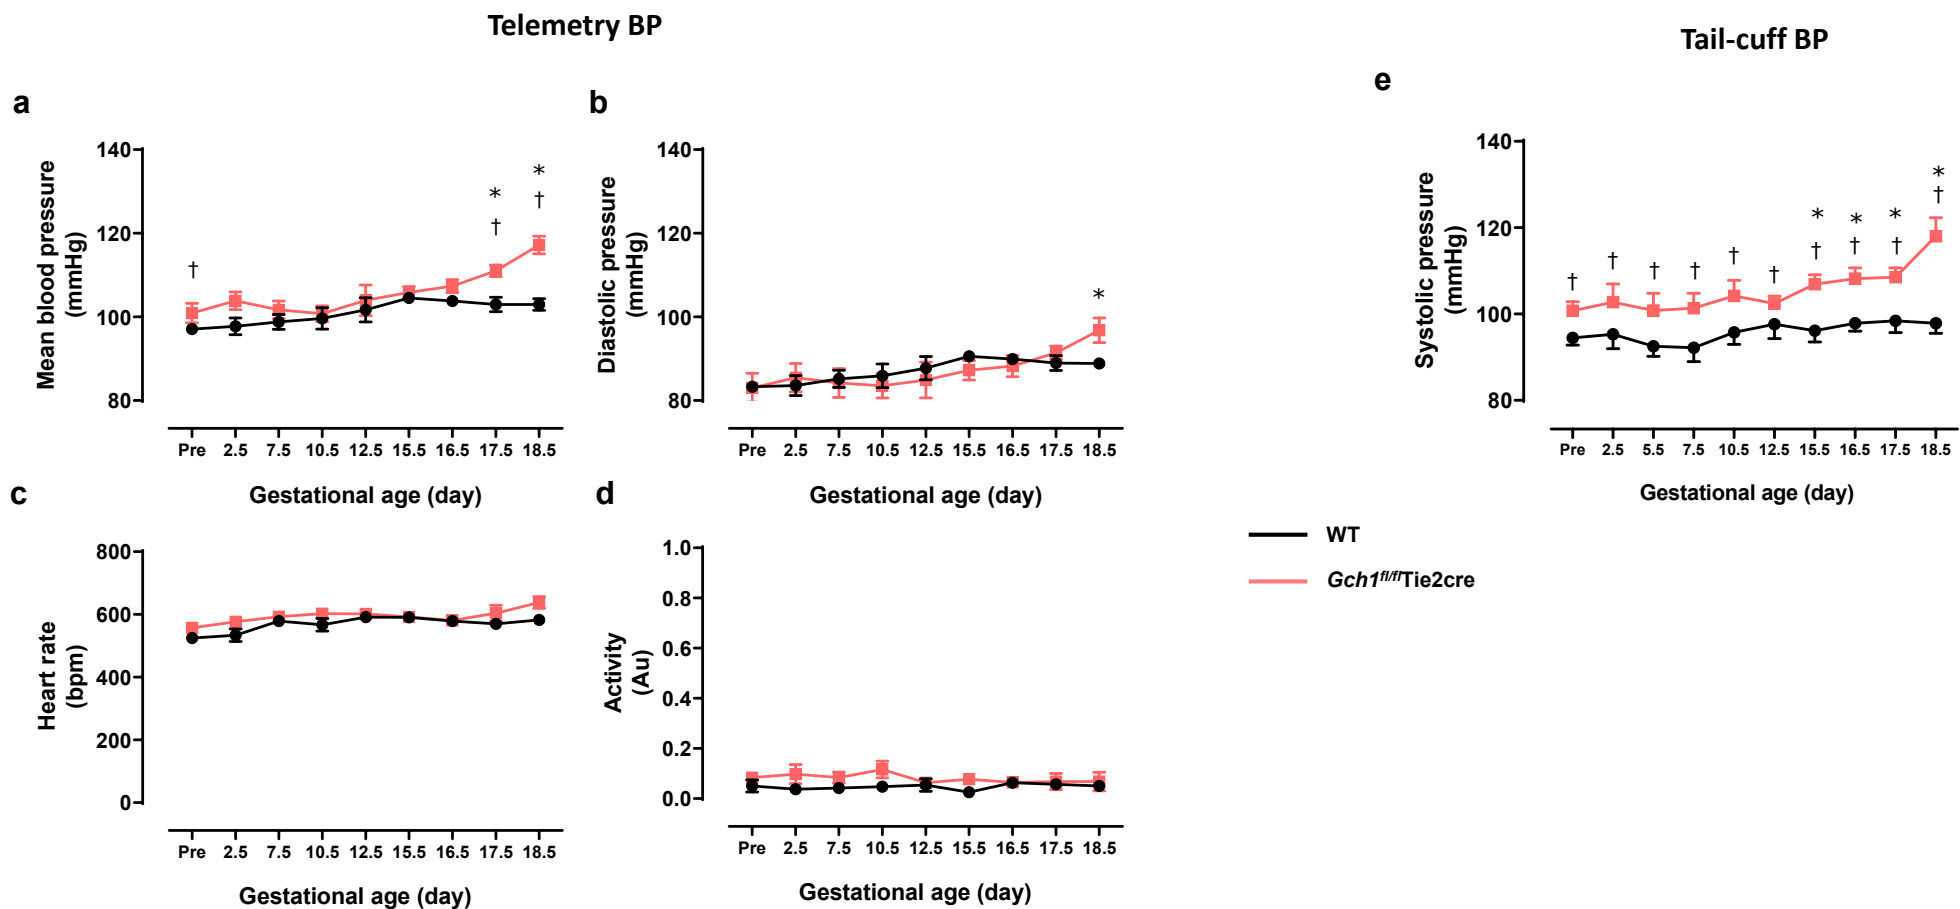 Telemetry BP
Tail-cuff BP
a
140
120
100
80
Mean blood pressure
(mmHg)
†
*
†
*
†
Pre 2.5 7.5 10.5 12.5 15.5 16.5 17.5 18.5
Gestational age (day)
b
140
120
100
80
Diastolic pressure
(mmHg)
*
Pre 2.5 7.5 10.5 12.5 15.5 16.5 17.5 18.5
Gestational age (day)
e
140
120
100
80
Systolic pressure
(mmHg)
† † † † † †
* * * *
† † † †
Pre 2.5 5.5 7.5 10.5 12.5 15.5 16.5 17.5 18.5
Gestational age (day)
c
800
600
400
200
0
Heart rate
(bpm)
Pre 2.5 7.5 10.5 12.5 15.5 16.5 17.5 18.5
Gestational age (day)
d
1.0
0.8
0.6
0.4
0.2
0.0
Activity
(Au)
Pre 2.5 7.5 10.5 12.5 15.5 16.5 17.5 18.5
Gestational age (day)
WT
Gch1fl/flTie2cre